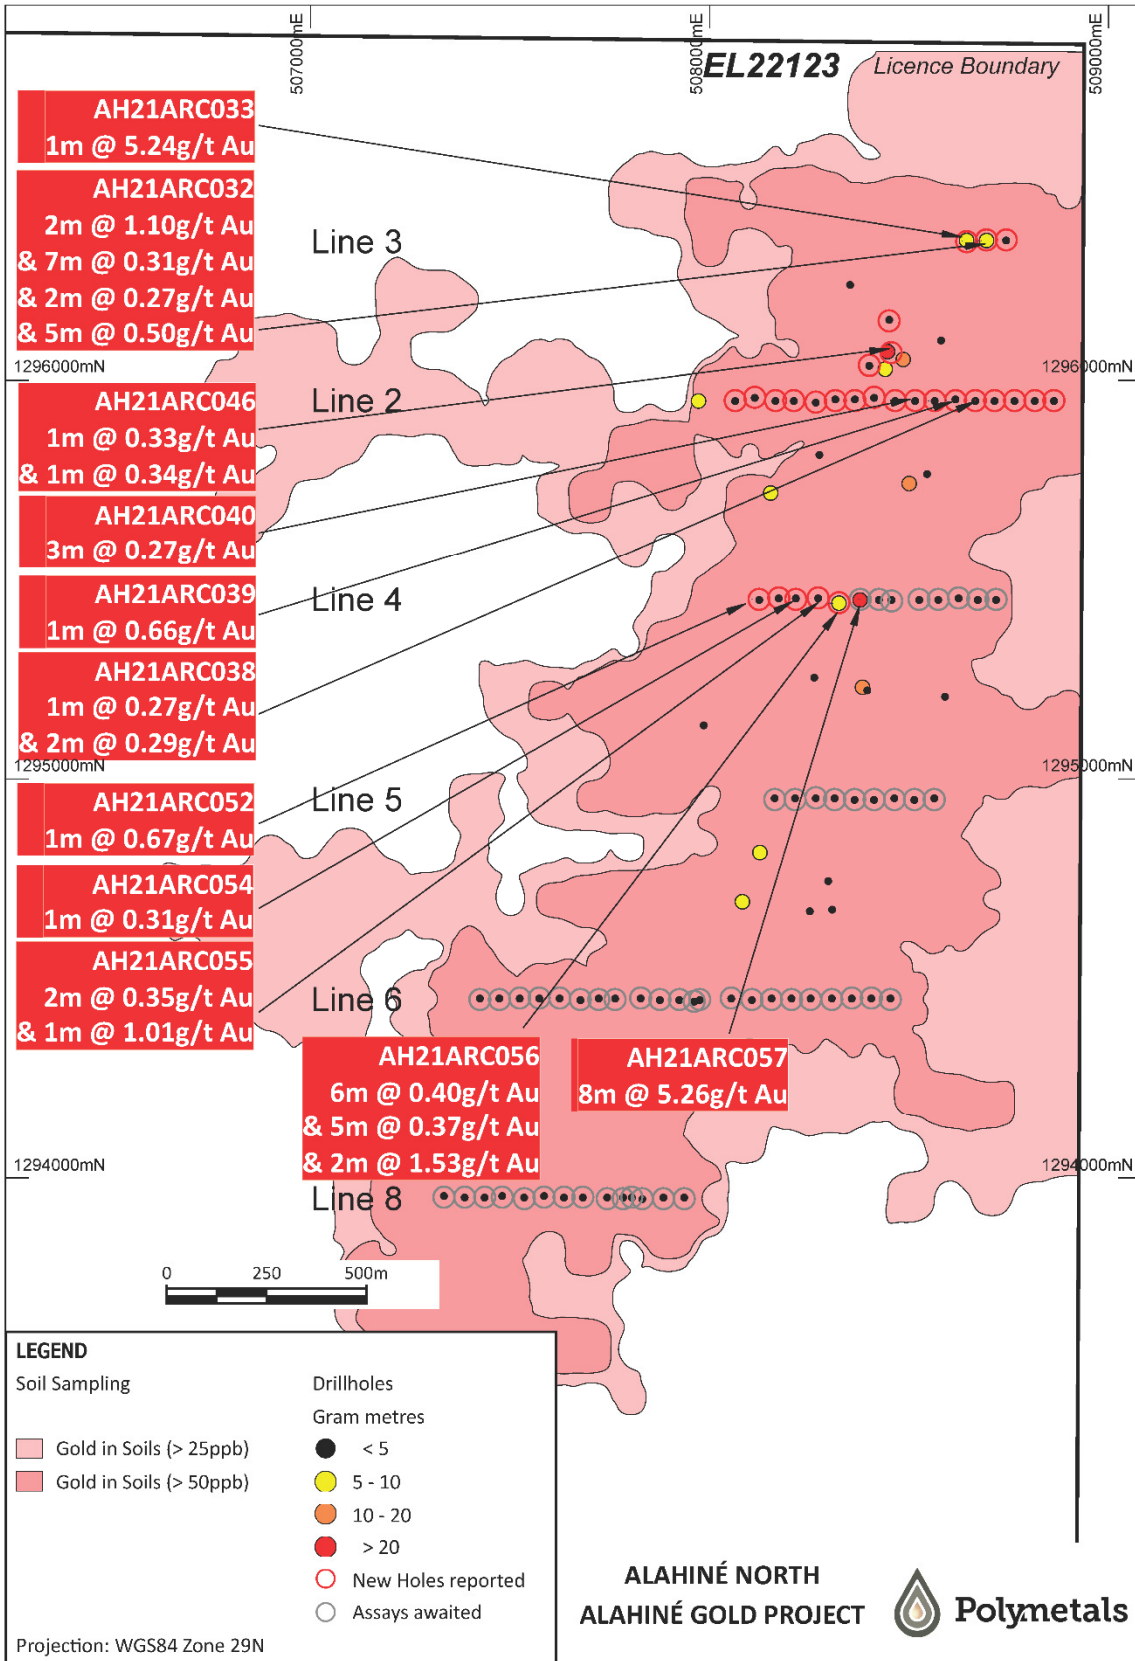 507000mE
508000mE
509000mE
EL22123 Licence Boundary
AH21ARC033
1m @ 5.24g/t Au
AH21ARC032
2m @ 1.10g/t Au
& 7m @ 0.31g/t Au
& 2m @ 0.27g/t Au
& 5m @ 0.50g/t Au
Line 3
1296000mN
1296000mN
AH21ARC046
1m @ 0.33g/t Au
& 1m @ 0.34g/t Au
Line 2
AH21ARC040
3m @ 0.27g/t Au
AH21ARC039
1m @ 0.66g/t Au
Line 4
AH21ARC038
1m @ 0.27g/t Au
& 2m @ 0.29g/t Au
1295000mN
1295000mN
AH21ARC052
1m @ 0.67g/t Au
Line 5
AH21ARC054
1m @ 0.31g/t Au
AH21ARC055
2m @ 0.35g/t Au
& 1m @ 1.01g/t Au
Line 6
AH21ARC056
6m @ 0.40g/t Au
& 5m @ 0.37g/t Au
& 2m @ 1.53g/t Au
AH21ARC057
8m @ 5.26g/t Au
1294000mN
1294000mN
Line 8
0 250 500m
LEGEND
Soil Sampling
Gold in Soils (> 25ppb)
Gold in Soils (> 50ppb)
Drillholes
Gram metres
< 5
5 - 10
10 - 20
> 20
New Holes reported
Assays awaited
Projection: WGS84 Zone 29N
ALAHINÉ NORTH
ALAHINÉ GOLD PROJECT
Polymetals